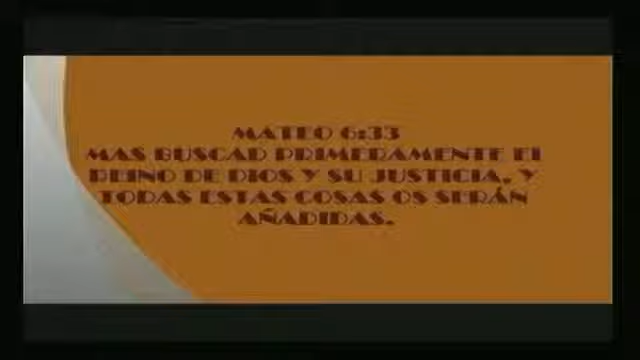 MATEO 6:33
MAS BUSCAD PRIMERAMENTE EL
REINO DE DIOS Y SU JUSTICIA, Y
TODAS ESTAS COSAS OS SERÁN
AÑADIDAS.